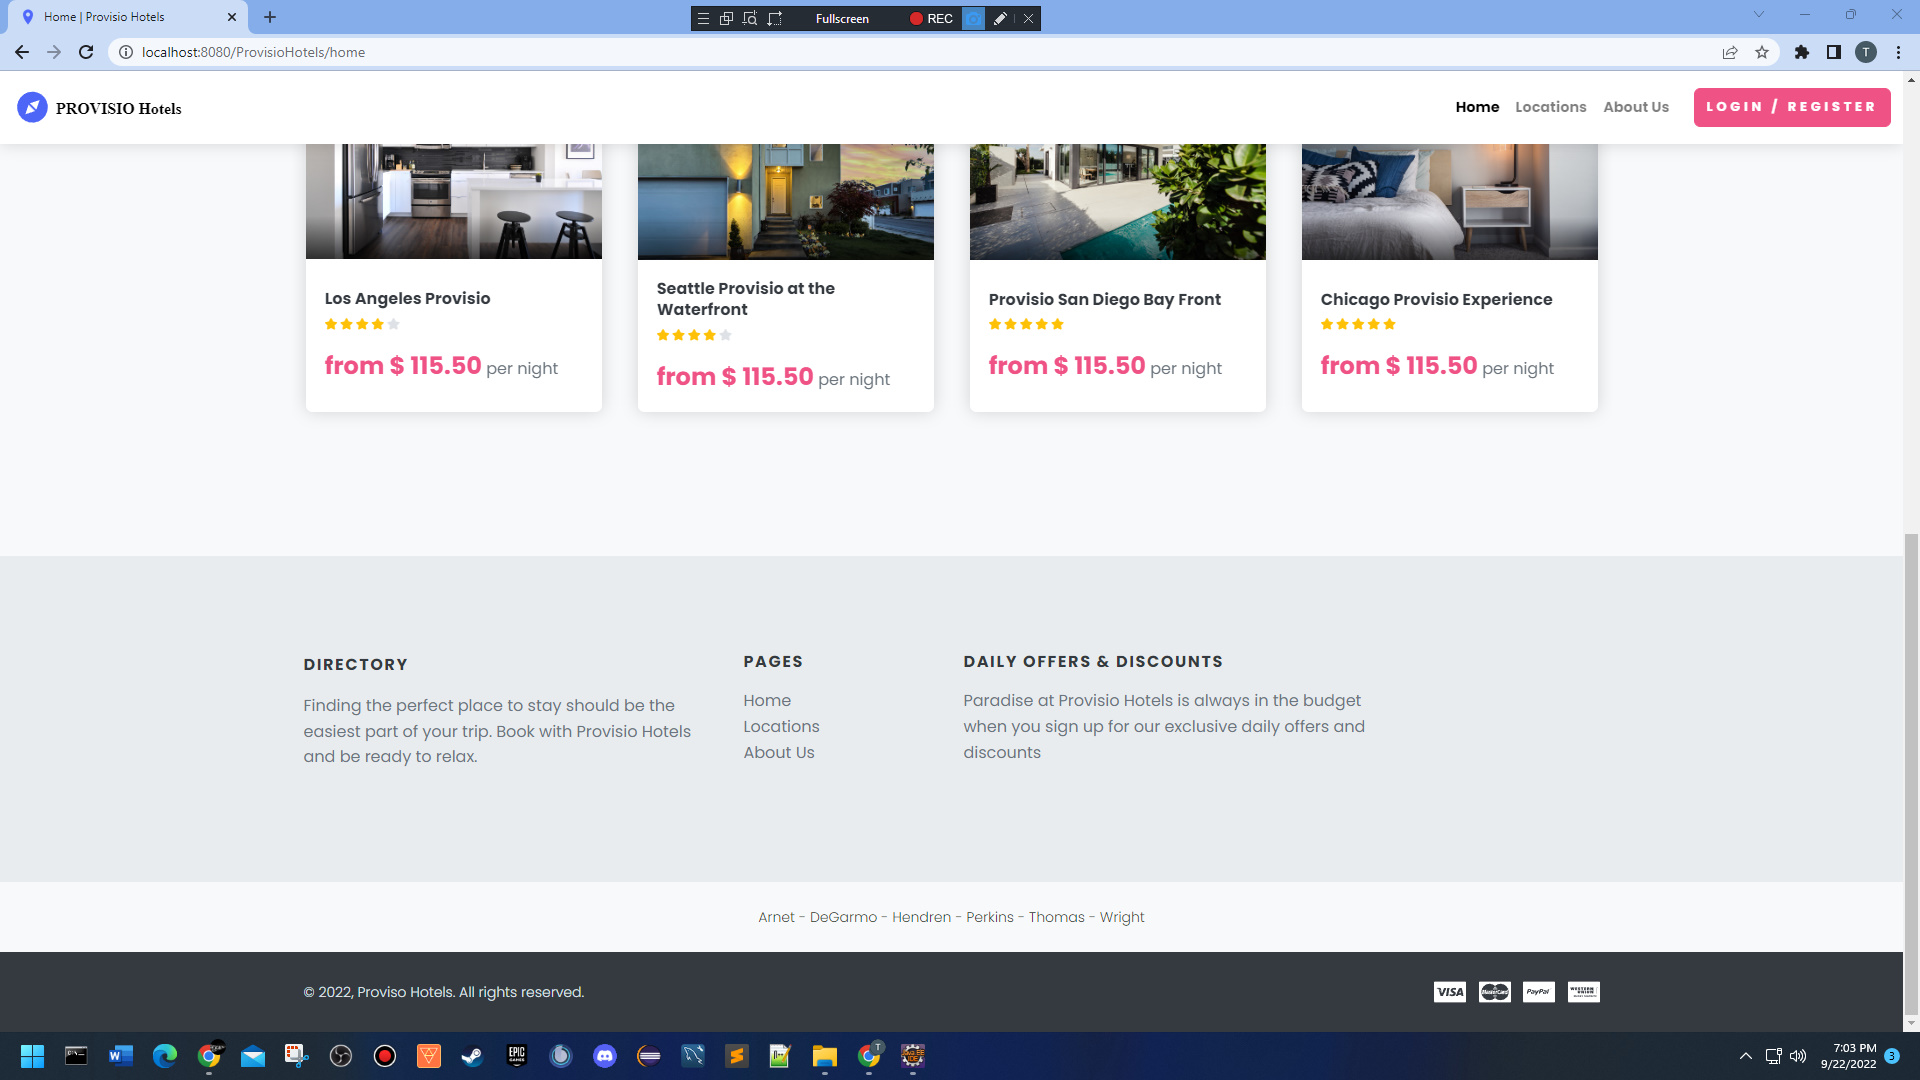 Home | Provisio Hotels
Fullscreen
REC
localhost:8080/ProvisioHotels/home
T
PROVISIO Hotels
Home Locations About Us LOGIN / REGISTER
Los Angeles Provisio
from $ 115.50 per night
Seattle Provisio at the
Waterfront
from $ 115.50 per night
Provisio San Diego Bay Front
from $ 115.50 per night
Chicago Provisio Experience
from $ 115.50 per night
DIRECTORY
Finding the perfect place to stay should be the
easiest part of your trip. Book with Provisio Hotels
and be ready to relax.
PAGES
Home
Locations
About Us
DAILY OFFERS & DISCOUNTS
Paradise at Provisio Hotels is always in the budget
when you sign up for our exclusive daily offers and
discounts
Arnet - DeGarmo - Hendren - Perkins - Thomas - Wright
© 2022, Proviso Hotels. All rights reserved.
VISA MasterCard PayPal WESTERN UNION
EPIC GAMES
T
7:03 PM
9/22/2022
3